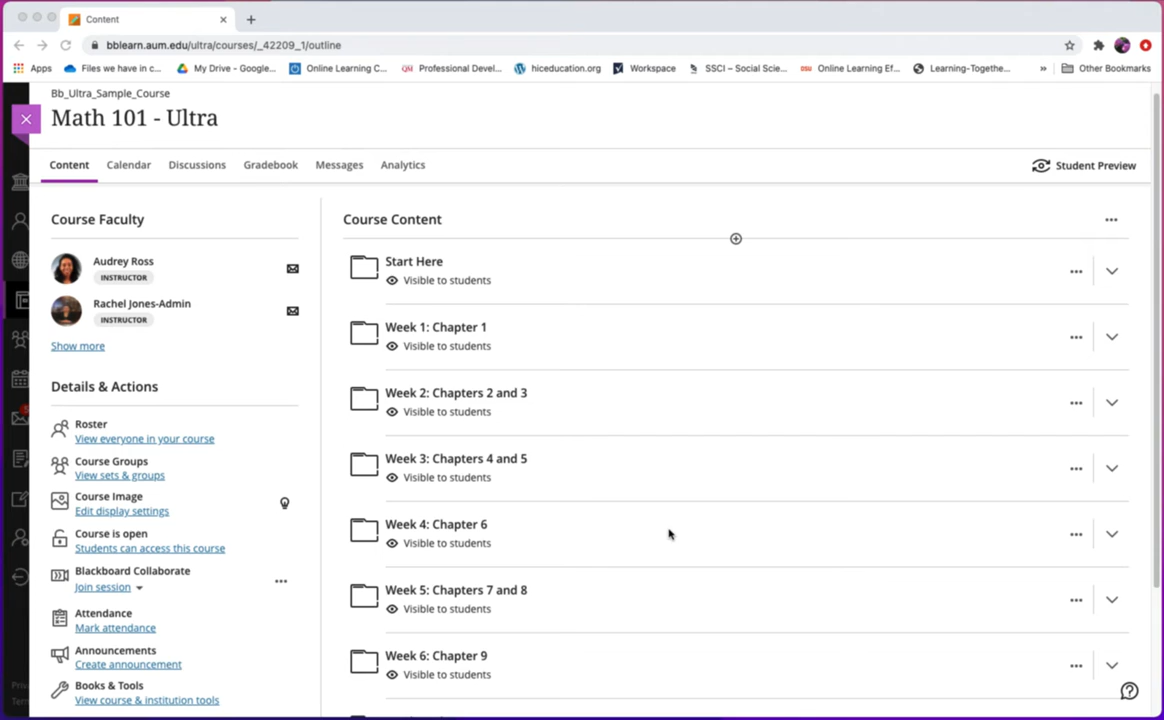 Content
bblearn.aum.edu/ultra/courses/_42209_1/outline
Apps
Files we have in c...
My Drive - Google...
Online Learning C...
QM
Professional Devel...
hiceducation.org
Workspace
SSCI – Social Scie...
Online Learning Ef...
Learning-Togethe...
»
Other Bookmarks
Bb_Ultra_Sample_Course
Math 101 - Ultra
Content
Calendar
Discussions
Gradebook
Messages
Analytics
Student Preview
Course Faculty
Audrey Ross
INSTRUCTOR
Rachel Jones-Admin
INSTRUCTOR
Show more
Details & Actions
Roster
View everyone in your course
Course Groups
View sets & groups
Course Image
Edit display settings
Course is open
Students can access this course
Blackboard Collaborate
Join session
Attendance
Mark attendance
Announcements
Create announcement
Books & Tools
View course & institution tools
Course Content
Start Here
Visible to students
Week 1: Chapter 1
Visible to students
Week 2: Chapters 2 and 3
Visible to students
Week 3: Chapters 4 and 5
Visible to students
Week 4: Chapter 6
Visible to students
Week 5: Chapters 7 and 8
Visible to students
Week 6: Chapter 9
Visible to students